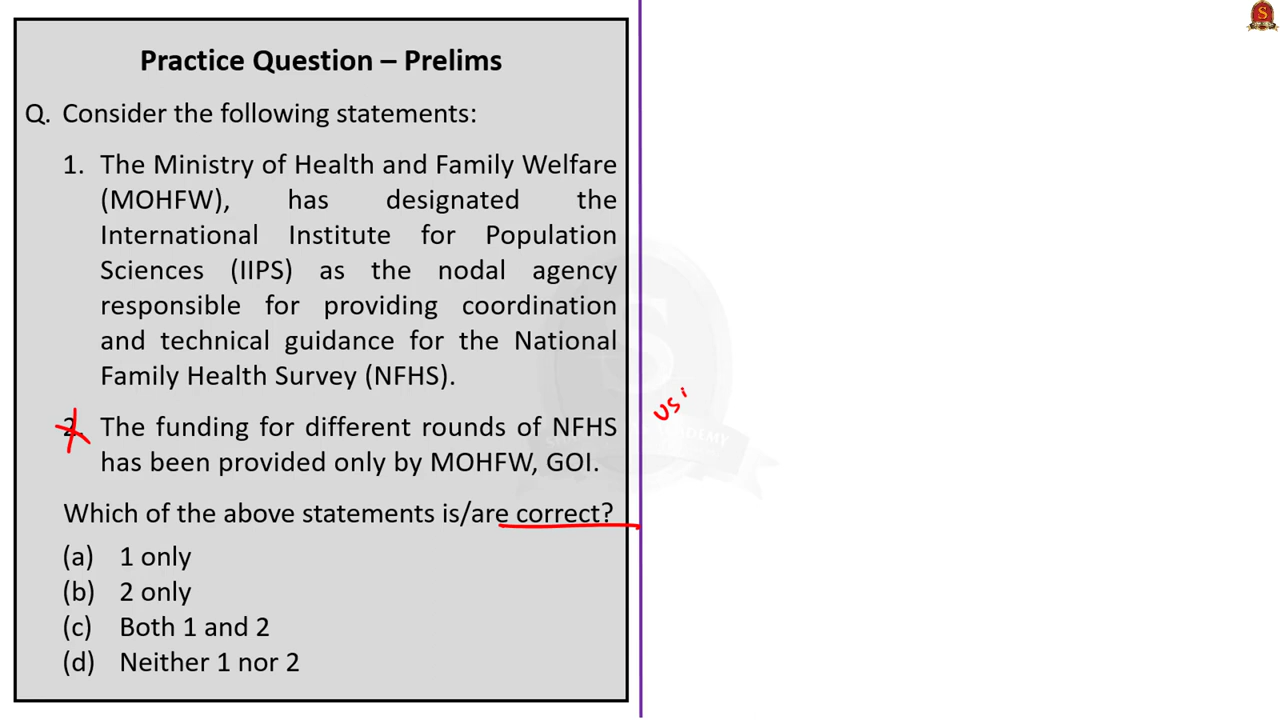 Practice Question – Prelims
Q. Consider the following statements:
1. The Ministry of Health and Family Welfare
(MOHFW), has designated the
International Institute for Population
Sciences (IIPS) as the nodal agency
responsible for providing coordination
and technical guidance for the National
Family Health Survey (NFHS).
2. The funding for different rounds of NFHS
has been provided only by MOHFW, GOI.
US
Which of the above statements is/are correct?
(a) 1 only
(b) 2 only
(c) Both 1 and 2
(d) Neither 1 nor 2